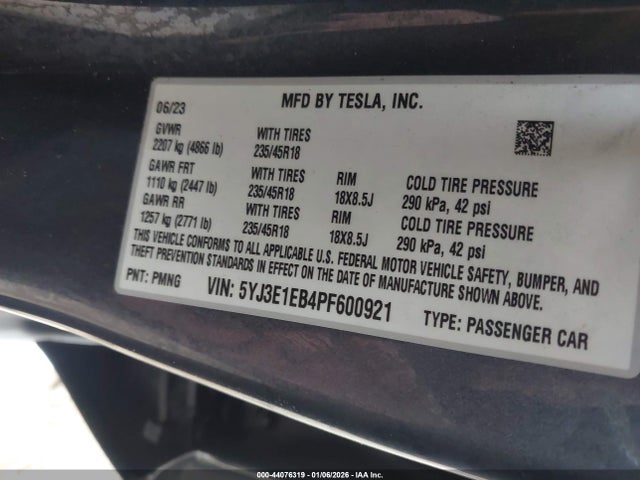 MFD BY TESLA, INC.
06/23
GVWR
2207 kg (4866 lb)
WITH TIRES
235/45R18
GAWR FRT
1110 kg (2447 lb)
WITH TIRES
235/45R18
RIM
18X8.5J
COLD TIRE PRESSURE
290 kPa, 42 psi
GAWR RR
1257 kg (2771 lb)
WITH TIRES
235/45R18
RIM
18X8.5J
COLD TIRE PRESSURE
290 kPa, 42 psi
THIS VEHICLE CONFORMS TO ALL APPLICABLE U.S. FEDERAL MOTOR VEHICLE SAFETY, BUMPER, AND
THEFT PREVENTION STANDARDS IN EFFECT ON THE DATE OF MANUFACTURE SHOWN ABOVE.
PNT: PMNG
VIN: 5YJ3E1EB4PF600921
TYPE: PASSENGER CAR
000-44076319 - 01/06/2026 - IAA Inc.